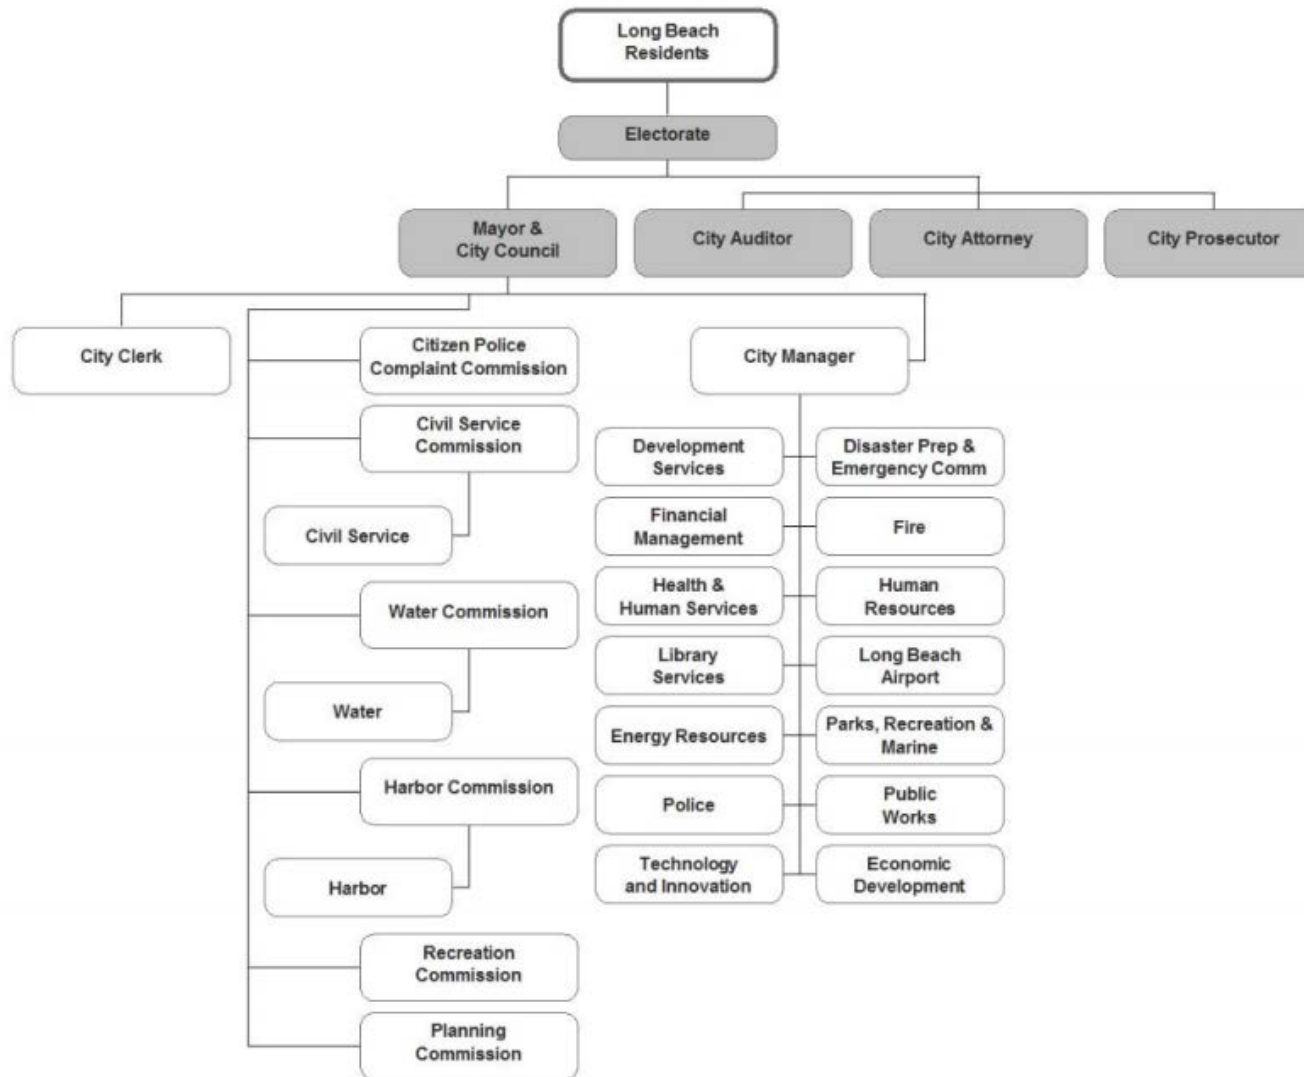 Long Beach
Residents
Electorate
Mayor &
City Council
City Auditor
City Attorney
City Prosecutor
City Clerk
Citizen Police
Complaint Commission
City Manager
Civil Service
Commission
Civil Service
Water Commission
Water
Harbor Commission
Harbor
Recreation
Commission
Planning
Commission
Development
Services
Disaster Prep &
Emergency Comm
Financial
Management
Fire
Health &
Human Services
Human
Resources
Library
Services
Long Beach
Airport
Energy Resources
Parks, Recreation &
Marine
Police
Public
Works
Technology
and Innovation
Economic
Development